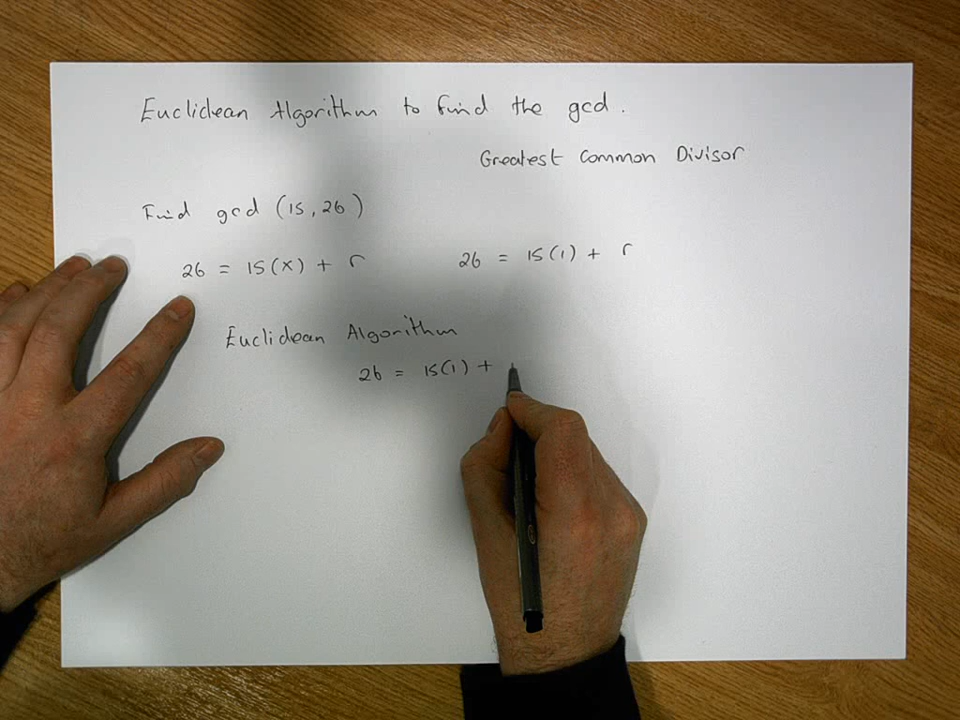 Euclidean Algorithm to find the gcd.
Greatest Common Divisor
Find gcd (15, 26)
26 = 15(x) + r
26 = 15(1) + r
Euclidean Algorithm
26 = 15(1) +